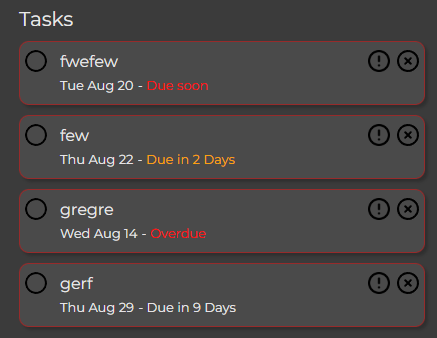 Tasks
fwefew
Tue Aug 20 - Due soon
few
Thu Aug 22 - Due in 2 Days
gregre
Wed Aug 14 - Overdue
gerf
Thu Aug 29 - Due in 9 Days